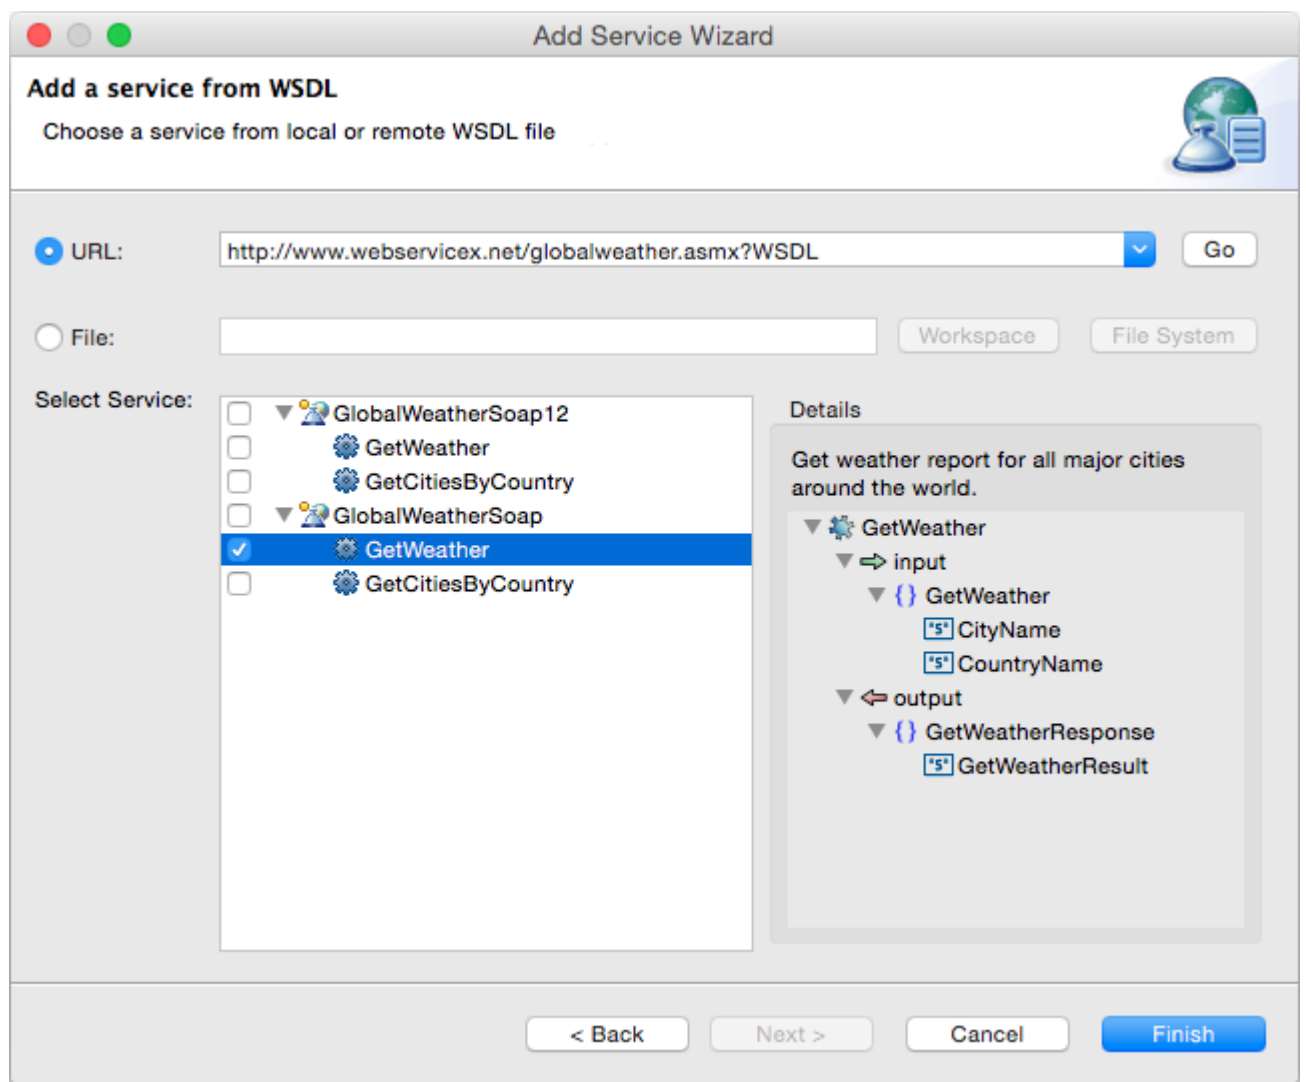 Add Service Wizard
Add a service from WSDL
Choose a service from local or remote WSDL file
URL:
http://www.webservicex.net/globalweather.asmx?WSDL
Go
File:
Workspace
File System
Select Service:
GlobalWeatherSoap12
GetWeather
GetCitiesByCountry
GlobalWeatherSoap
GetWeather
GetCitiesByCountry
Details
Get weather report for all major cities
around the world.
GetWeather
input
{} GetWeather
"S" CityName
"S" CountryName
output
{} GetWeatherResponse
"S" GetWeatherResult
< Back
Next >
Cancel
Finish